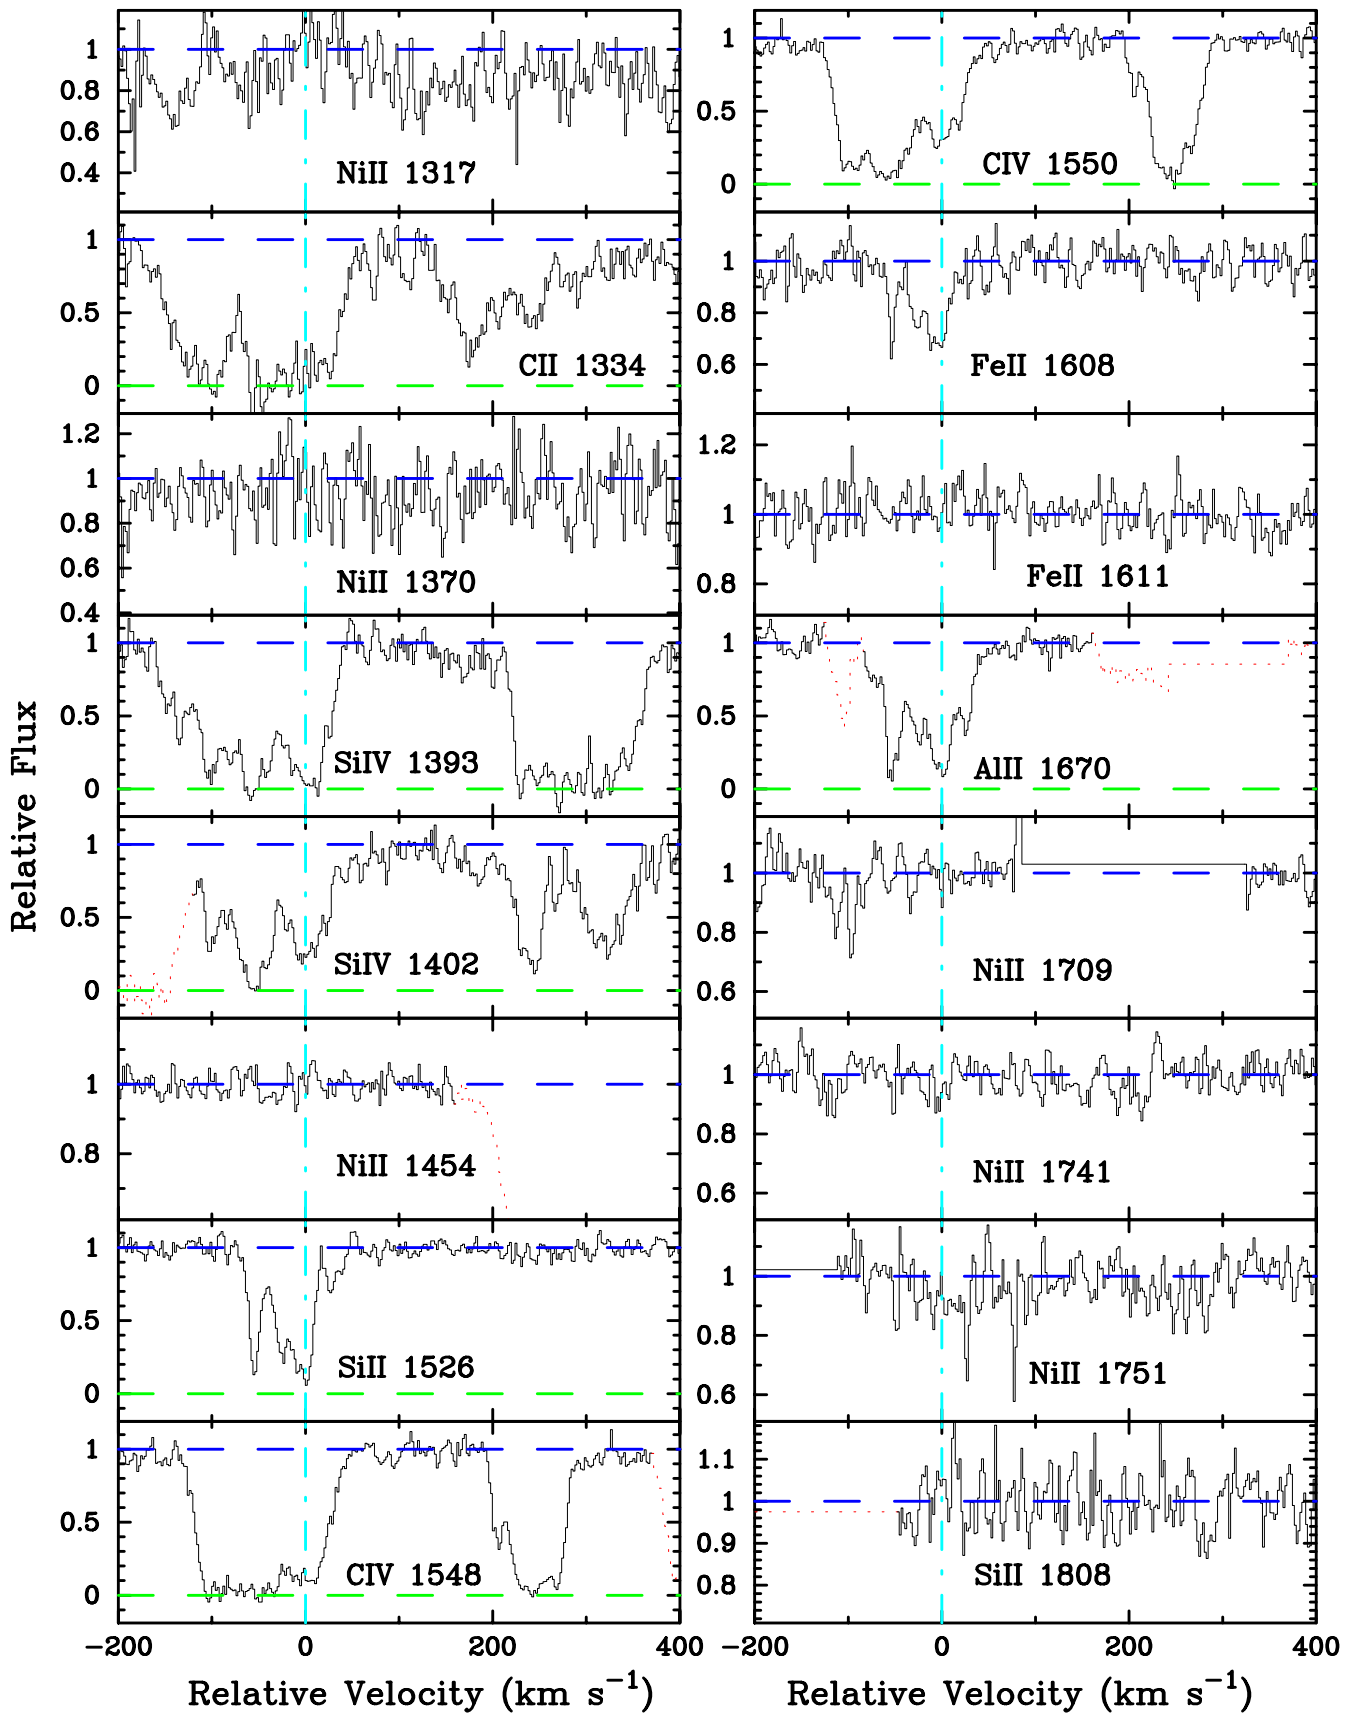 Relative Flux
1
0.8
0.6
0.4
NiII 1317
1
0.5
0
CII 1334
1.2
1
0.8
0.6
0.4
NiII 1370
1
0.5
0
SiIV 1393
1
0.5
0
SiIV 1402
1
0.8
NiII 1454
1
0.5
0
SiII 1526
1
0.5
0
CIV 1548
-200 0 200 400
Relative Velocity (km s⁻¹)
1
0.5
0
CIV 1550
1
0.8
0.6
FeII 1608
1.2
1
0.8
FeII 1611
1
0.5
0
AlII 1670
1
0.8
0.6
NiII 1709
1
0.8
0.6
NiII 1741
1
0.8
0.6
NiII 1751
1.1
1
0.9
0.8
SiII 1808
-200 0 200 400
Relative Velocity (km s⁻¹)